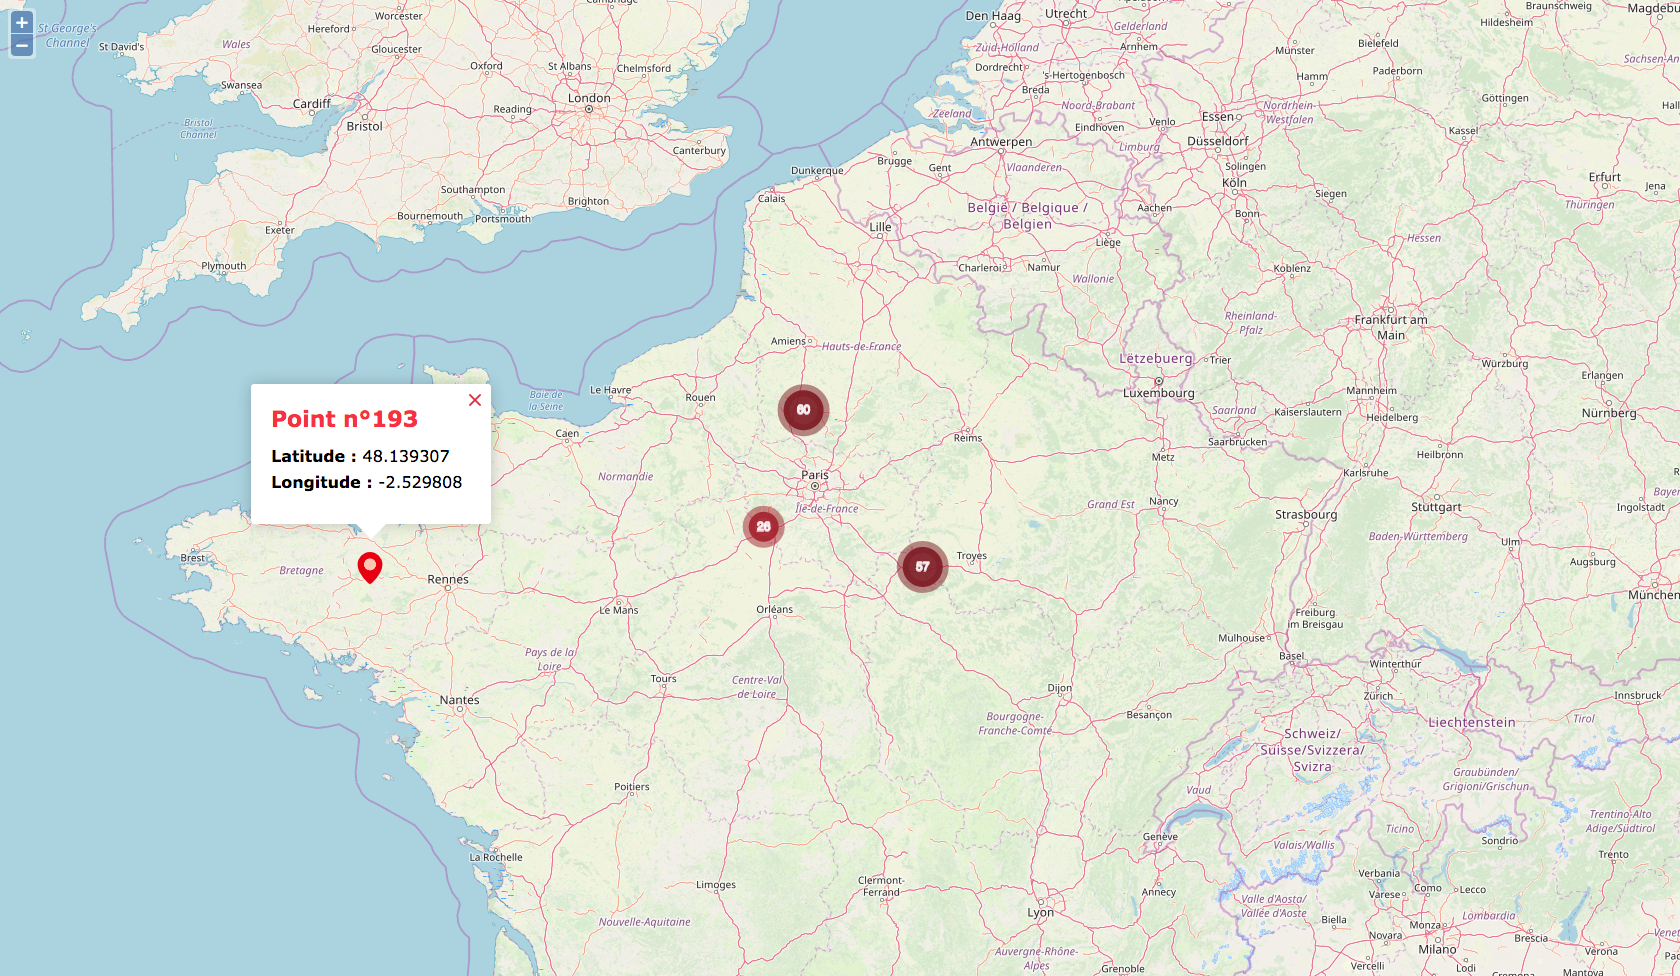 +
−
St George's
Channel
St David's
Wales
Swansea
Cardiff
Bristol
Channel
Worcester
Hereford
Gloucester
Cambridge
Oxford
St Albans
Chelmsford
London
Reading
Bristol
Canterbury
Southampton
Brighton
Bournemouth
Portsmouth
Exeter
Plymouth
Den Haag
Utrecht
Apeldoorn
Gelderland
Zuid-Holland
Arnhem
Dordrecht
's-Hertogenbosch
Breda
Noord-Brabant
Zeeland
Eindhoven
Venlo
Antwerpen
Limburg
Brugge
Gent
Vlaanderen
Dunkerque
Calais
België / Belgique /
Belgien
Lille
Liège
Charleroi
Namur
Wallonie
Aachen
Münster
Bielefeld
Hamm
Paderborn
Braunschweig
Hildesheim
Magdebu
Sachsen-An
Göttingen
Hal
Essen
Nordrhein-
Westfalen
Düsseldorf
Kassel
Solingen
Köln
Siegen
Bonn
Erfurt
Jena
Thüringen
Hessen
Koblenz
Rheinland-
Pfalz
Frankfurt am
Main
Lëtzebuerg
Trier
Luxembourg
Würzburg
Erlangen
Mannheim
Saarland
Kaiserslautern
Heidelberg
Nürnberg
Saarbrucken
Heilbronn
Karlsruhe
R
Bayer
Ingolstadt
Stuttgart
Baden-Württemberg
Ulm
Augsburg
München
Amiens
Hauts-de-France
Le Havre
Rouen
Baie de
la Seine
Caen
Normandie
60
Reims
Metz
Paris
Île-de-France
Nancy
Grand Est
Strasbourg
26
57
Troyes
Point n°193
Latitude : 48.139307
Longitude : -2.529808
Brest
Bretagne
Rennes
Le Mans
Orléans
Freiburg
im Breisgau
Mulhouse
Basel
Winterthur
Zürich
Innsbruck
Pays de la
Loire
Tours
Centre-Val
de Loire
Nantes
Dijon
Besançon
Bourgogne-
Franche-Comté
Liechtenstein
Tirol
Schweiz/
Suisse/Svizzera/
Svizra
Graubünden/
Grigioni/Grischun
Poitiers
Vaud
Genève
Valais/Wallis
Ticino
Sondrio
Trentino-Alto
Adige/Südtirol
Trento
La Rochelle
Limoges
Clermont-
Ferrand
Annecy
Lyon
Valle d'Aosta/
Vallée d'Aoste
Verbania
Varese
Como
Lecco
Biella
Monza
Lombardia
Brescia
Novara
Milano
Verona
Venet
Vercelli
Lodi
Cremona
Mantova
Pa
Nouvelle-Aquitaine
Auvergne-Rhône-
Alpes
Grenoble